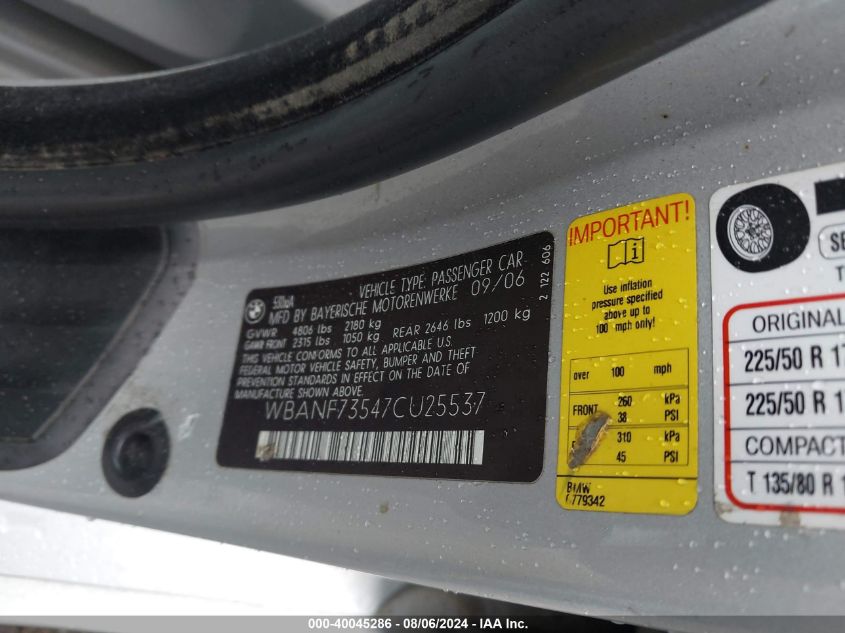 BMW
530xiA
VEHICLE TYPE: PASSENGER CAR
MFD BY BAYERISCHE MOTORENWERKE 09/06
GVWR 4806 lbs 2180 kg
GAWR FRONT 2315 lbs 1050 kg REAR 2646 lbs 1200 kg
THIS VEHICLE CONFORMS TO ALL APPLICABLE U.S.
FEDERAL MOTOR VEHICLE SAFETY, BUMPER AND THEFT
PREVENTION STANDARDS IN EFFECT ON THE DATE OF
MANUFACTURE SHOWN ABOVE.
WBANF73547CU25537
2 122 606
IMPORTANT!
i
Use inflation
pressure specified
above up to
100 mph only!
over 100 mph
FRONT 260 kPa
38 PSI
310 kPa
45 PSI
BMW
6779342
SE
T
ORIGINAL
225/50 R 17
225/50 R 1
COMPACT
T 135/80 R 1
000-40045286 - 08/06/2024 - IAA Inc.